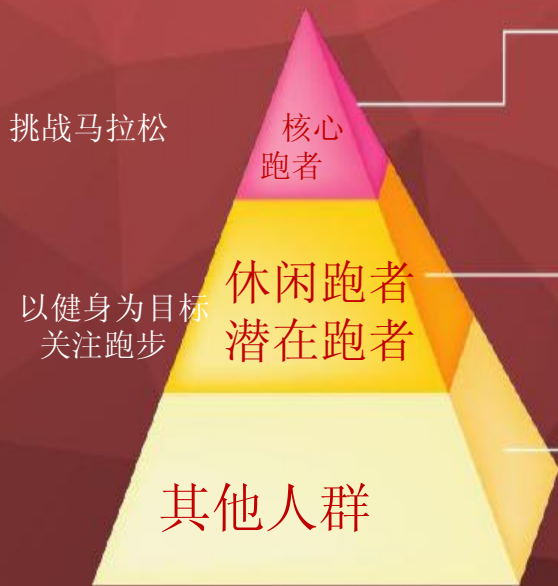 挑战马拉松
核心
跑者
以健身为目标
关注跑步
休闲跑者
潜在跑者
其他人群